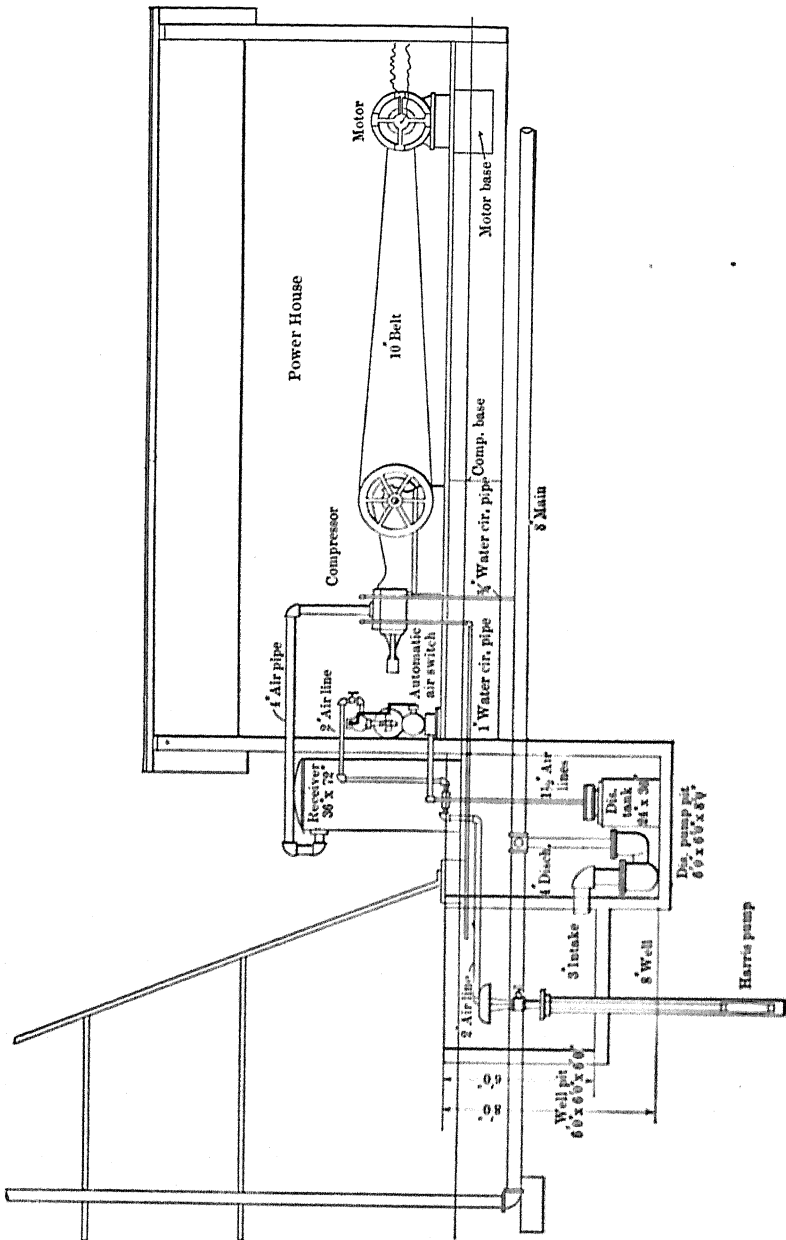 Motor
Motor base
Power House
10" Belt
Comp. base
8" Main
Compressor
¾" Water cir. pipe
1" Water cir. pipe
Automatic
air switch
4" Air pipe
2" Air line
Receiver
36" x 72"
1½" Air
lines
Dis.
tank
24" x 36"
4" Disch.
Dis. pump pit
3" Intake
8" Well
Harris pump
2" Air line
Well pit
6'0" x 6'0" x 6'0"
6'0"
8'0"